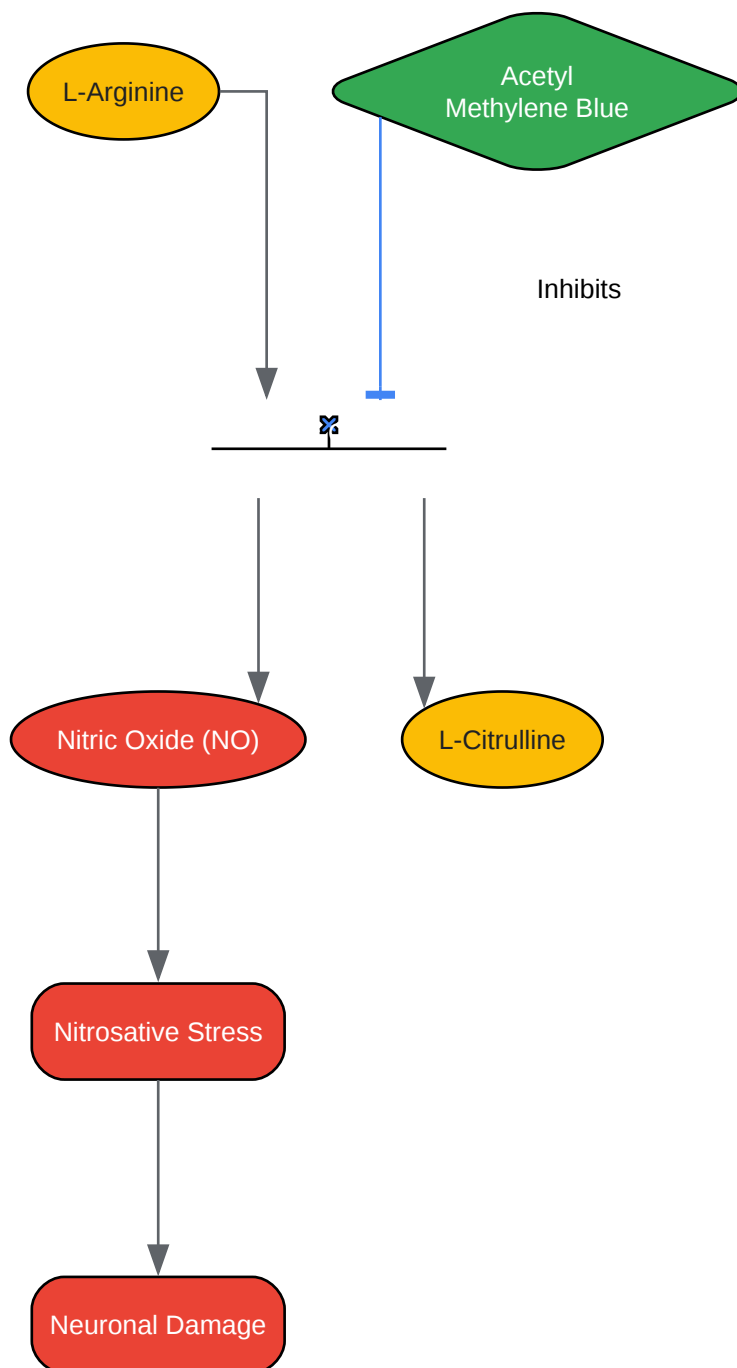 L-Arginine
Acetyl
Methylene Blue
Inhibits
Nitric Oxide (NO)
L-Citrulline
Nitrosative Stress
Neuronal Damage